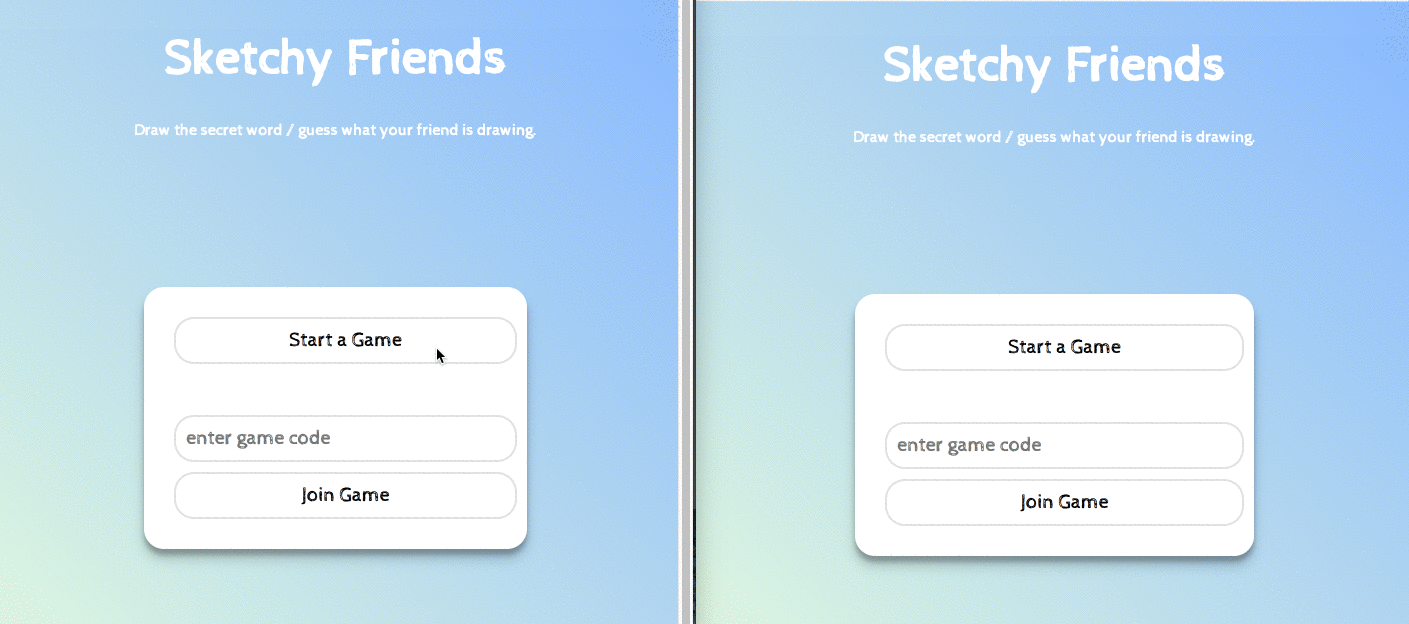 Sketchy Friends
Draw the secret word / guess what your friend is drawing.
Start a Game
enter game code
Join Game
Sketchy Friends
Draw the secret word / guess what your friend is drawing.
Start a Game
enter game code
Join Game